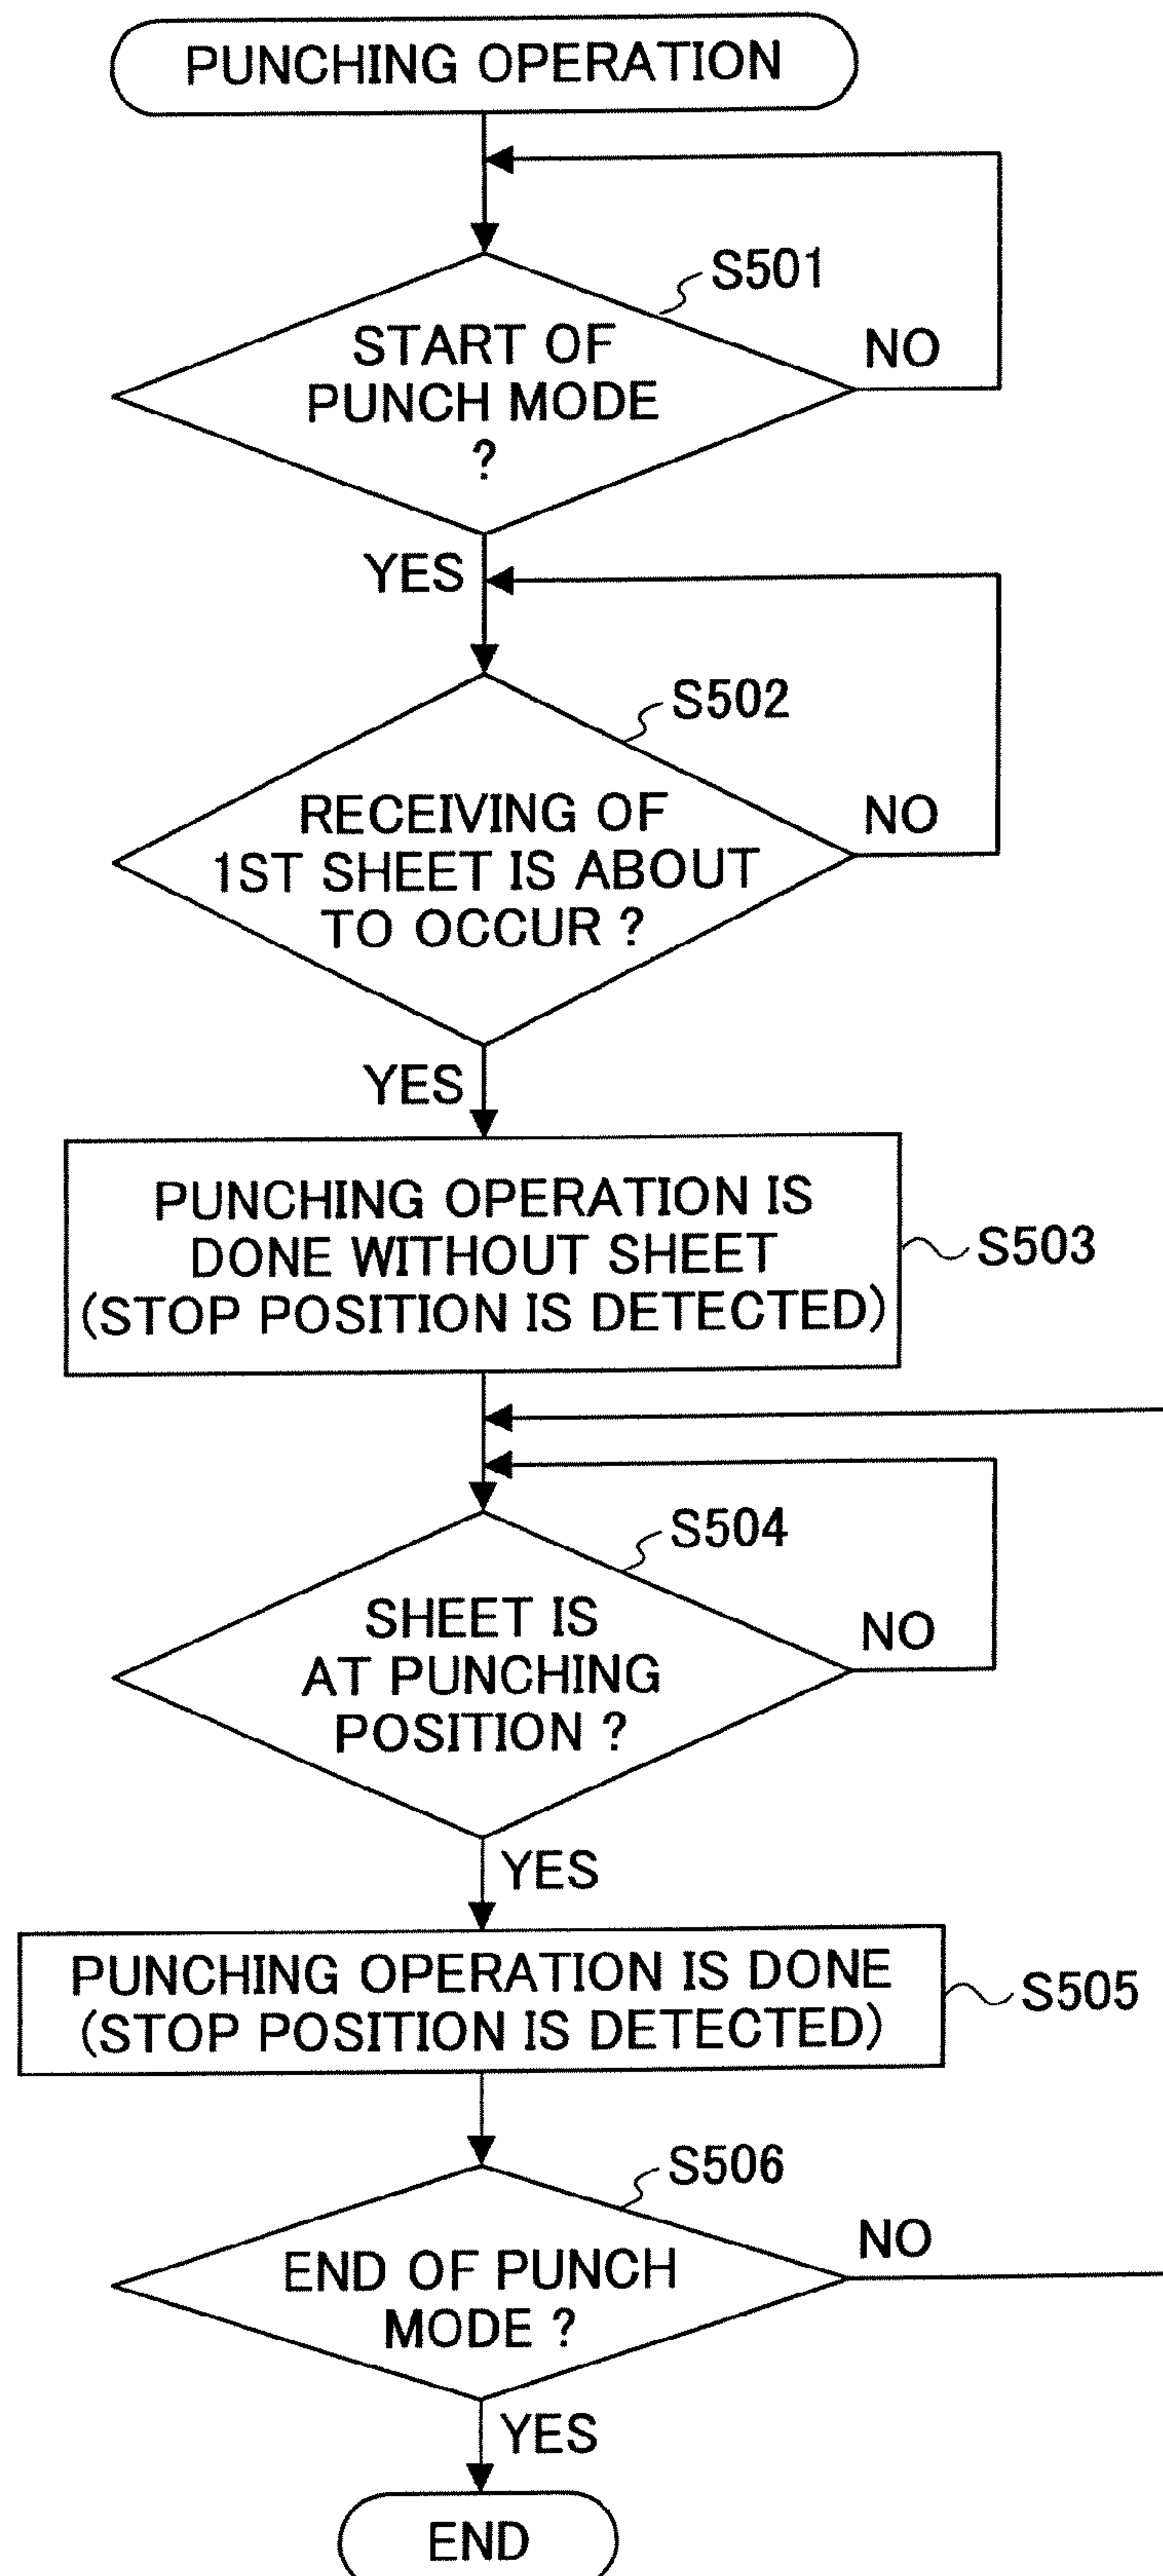 PUNCHING OPERATION
S501
START OF
PUNCH MODE
?
NO
YES
S502
RECEIVING OF
1ST SHEET IS ABOUT
TO OCCUR ?
NO
YES
PUNCHING OPERATION IS
DONE WITHOUT SHEET
(STOP POSITION IS DETECTED)
S503
S504
SHEET IS
AT PUNCHING
POSITION ?
NO
YES
PUNCHING OPERATION IS DONE
(STOP POSITION IS DETECTED)
S505
S506
END OF PUNCH
MODE ?
NO
YES
END